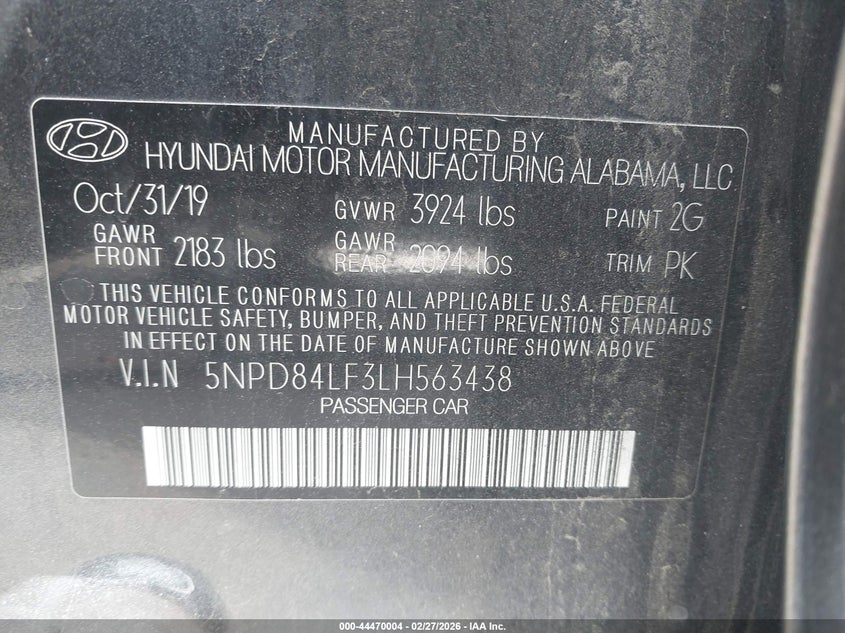 MANUFACTURED BY
HYUNDAI MOTOR MANUFACTURING ALABAMA, LLC
Oct/31/19 GVWR 3924 lbs PAINT 2G
GAWR FRONT 2183 lbs GAWR REAR 2094 lbs TRIM PK
THIS VEHICLE CONFORMS TO ALL APPLICABLE U.S.A. FEDERAL
MOTOR VEHICLE SAFETY, BUMPER, AND THEFT PREVENTION STANDARDS
IN EFFECT ON THE DATE OF MANUFACTURE SHOWN ABOVE
V.I.N 5NPD84LF3LH563438
PASSENGER CAR
000-44470004 - 02/27/2026 - IAA Inc.